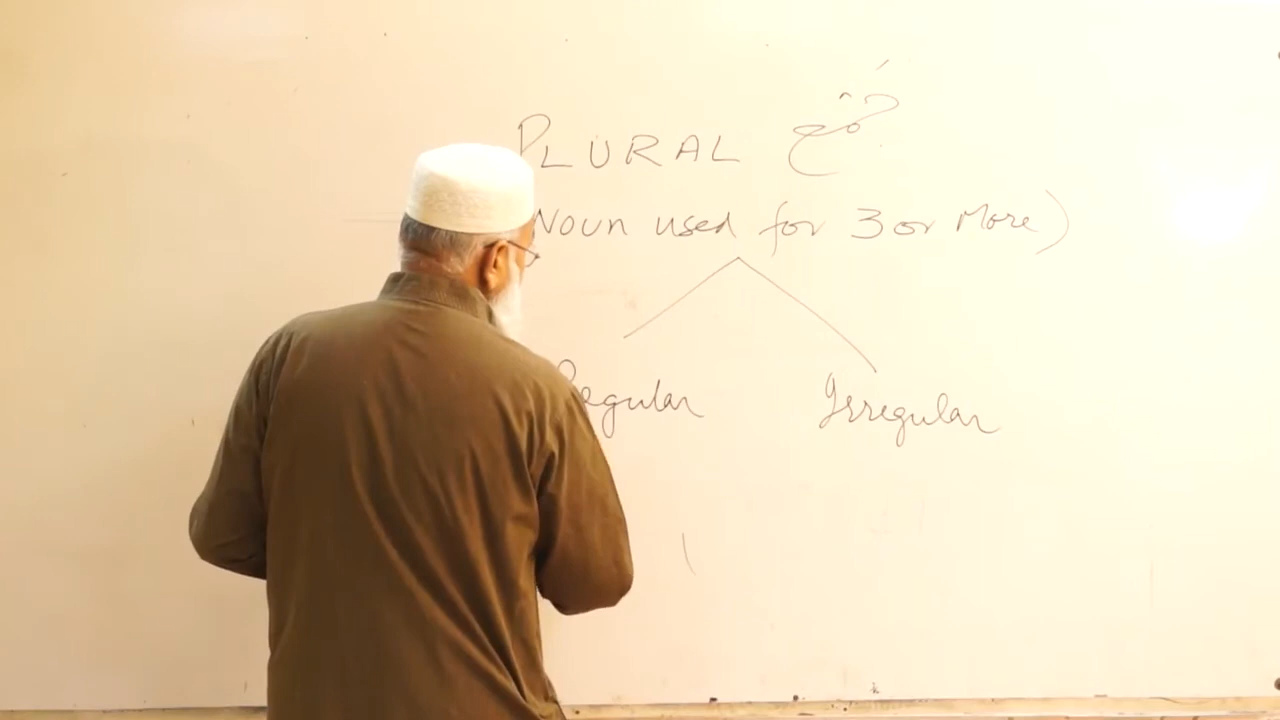 PLURAL جمع
Noun used for 3 or More)
Regular Irregular